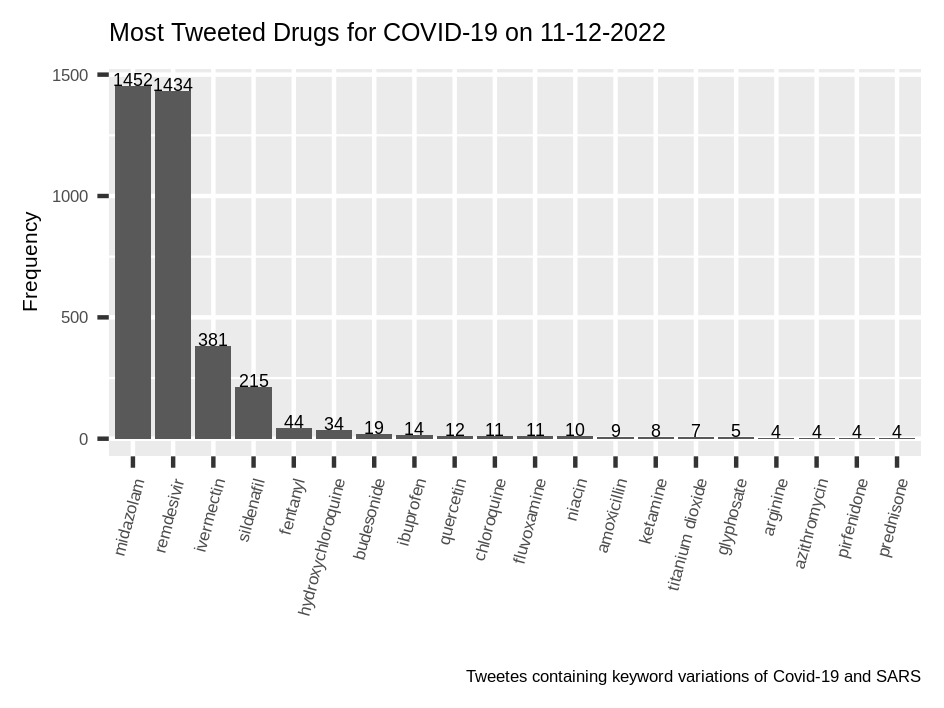 Most Tweeted Drugs for COVID-19 on 11-12-2022
Frequency
1500
1000
500
0
1452
1434
381
215
44
34
19
14
12
11
11
10
9
8
7
5
4
4
4
4
midazolam
remdesivir
ivermectin
sildenafil
fentanyl
hydroxychloroquine
budesonide
ibuprofen
quercetin
chloroquine
fluvoxamine
niacin
amoxicillin
ketamine
titanium dioxide
glyphosate
arginine
azithromycin
pirfenidone
prednisone
Tweetes containing keyword variations of Covid-19 and SARS